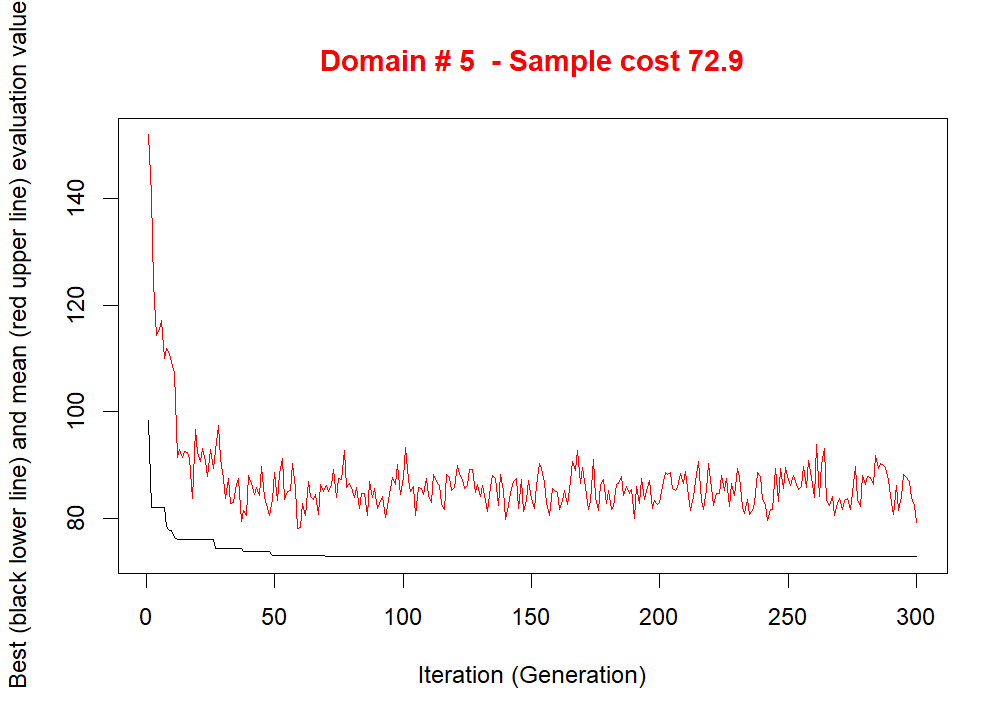 Domain # 5  - Sample cost 72.9
Best (black lower line) and mean (red upper line) evaluation value
140
120
100
80
0 50 100 150 200 250 300
Iteration (Generation)